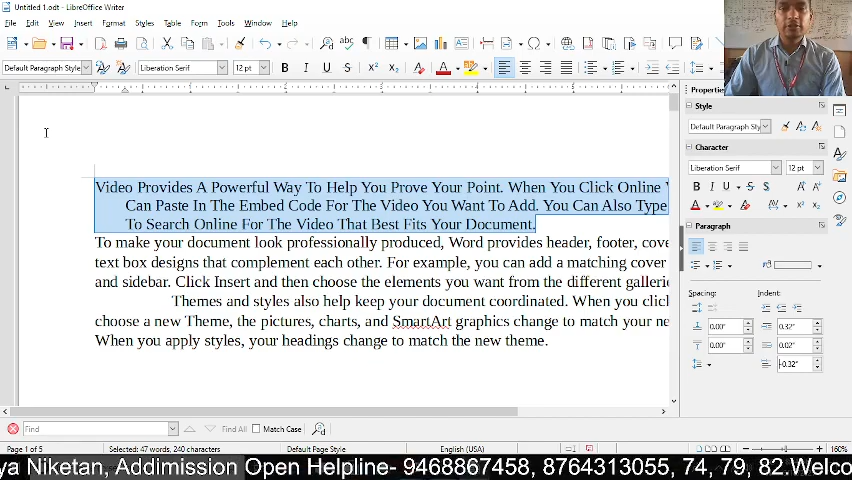 Untitled 1.odt - LibreOffice Writer
File Edit View Insert Format Styles Table Form Tools Window Help
Default Paragraph Style Liberation Serif 12 pt B I U S X² X₂ A
Properties
Style
Default Paragraph Sty
Character
Liberation Serif 12 pt
B I U S S
Paragraph
Spacing: Indent:
0.00" 0.32"
0.00" 0.02"
-0.32"
Video Provides A Powerful Way To Help You Prove Your Point. When You Click Online V
Can Paste In The Embed Code For The Video You Want To Add. You Can Also Type
To Search Online For The Video That Best Fits Your Document.
To make your document look professionally produced, Word provides header, footer, cove
text box designs that complement each other. For example, you can add a matching cover
and sidebar. Click Insert and then choose the elements you want from the different gallerie
Themes and styles also help keep your document coordinated. When you clicl
choose a new Theme, the pictures, charts, and SmartArt graphics change to match your ne
When you apply styles, your headings change to match the new theme.
Find Find All Match Case
Page 1 of 5 Selected: 47 words, 240 characters Default Page Style English (USA) 160%
ya Niketan, Addimission Open Helpline- 9468867458, 8764313055, 74, 79, 82.Welco